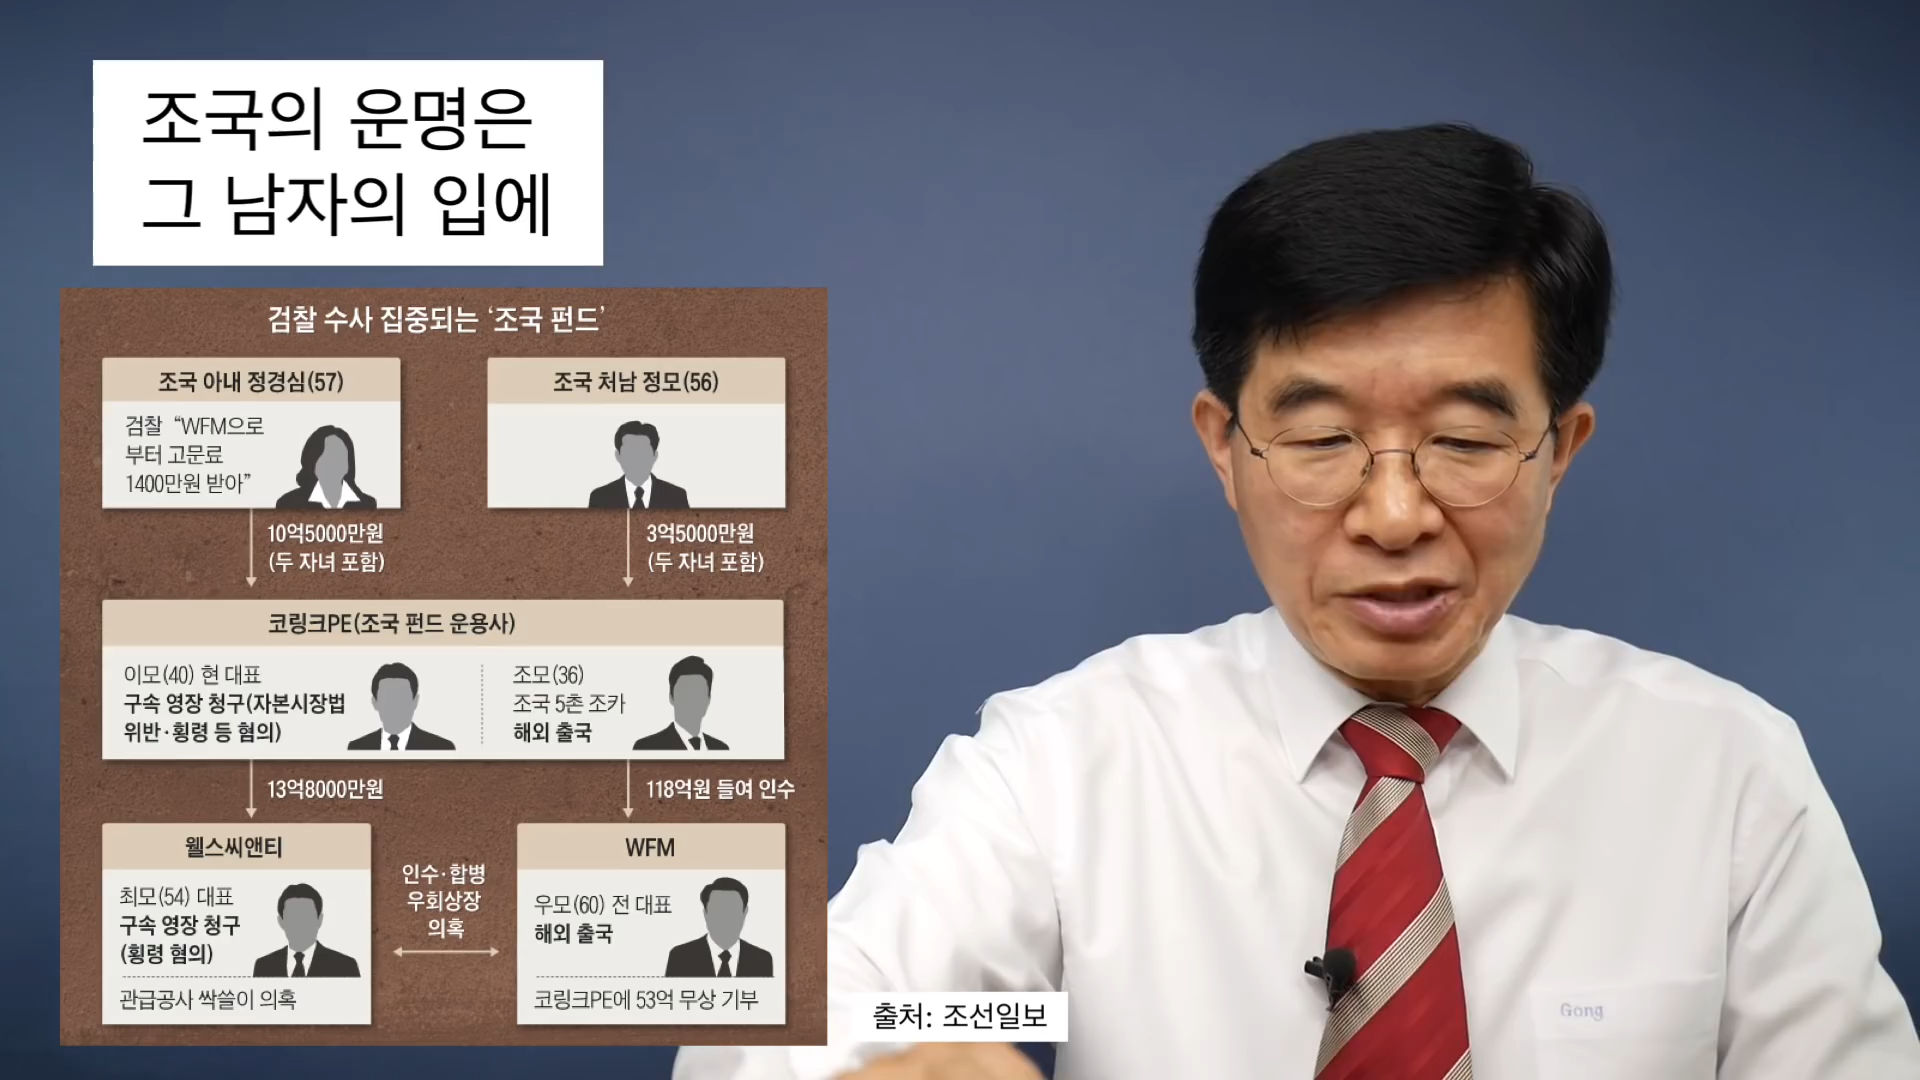 조국의 운명은
그 남자의 입에
검찰 수사 집중되는 ‘조국 펀드’
조국 아내 정경심(57)
검찰 “WFM으로
부터 고문료
1400만원 받아”
조국 처남 정모(56)
10억5000만원
(두 자녀 포함)
3억5000만원
(두 자녀 포함)
코링크PE(조국 펀드 운용사)
이모(40) 현 대표
구속 영장 청구(자본시장법
위반·횡령 등 혐의)
조모(36)
조국 5촌 조카
해외 출국
13억8000만원
118억원 들여 인수
웰스씨앤티
최모(54) 대표
구속 영장 청구
(횡령 혐의)
관급공사 싹쓸이 의혹
인수·합병
우회상장
의혹
WFM
우모(60) 전 대표
해외 출국
코링크PE에 53억 무상 기부
출처: 조선일보
Gong